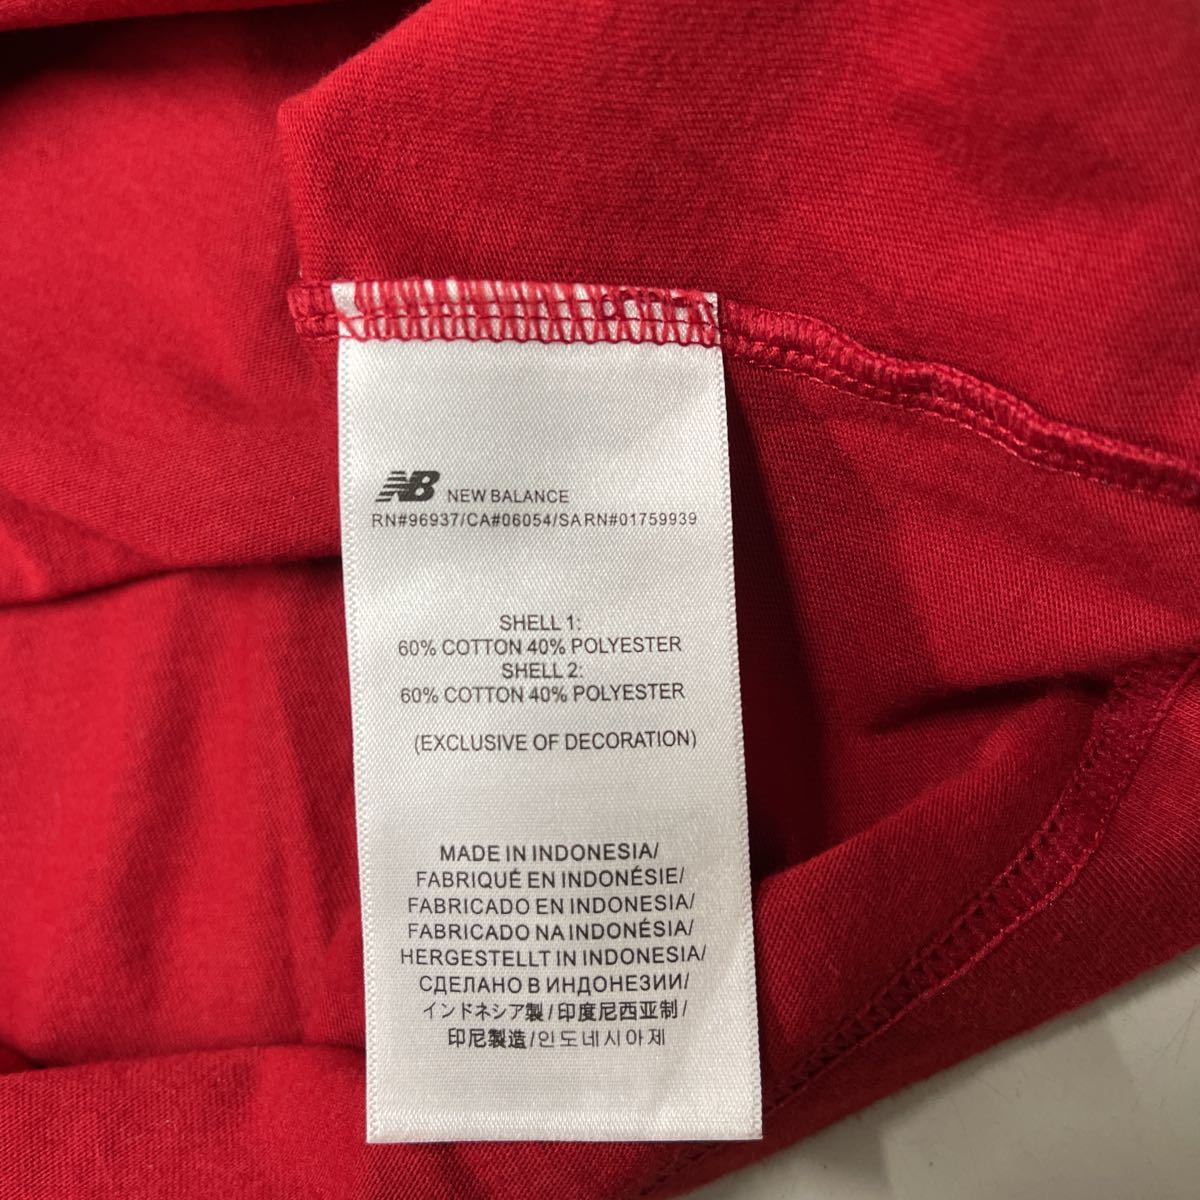 NB NEW BALANCE
RN#96937/CA#06054/SARN#01759939
SHELL 1:
60% COTTON 40% POLYESTER
SHELL 2:
60% COTTON 40% POLYESTER
(EXCLUSIVE OF DECORATION)
MADE IN INDONESIA/
FABRIQUÉ EN INDONÉSIE/
FABRICADO EN INDONESIA/
FABRICADO NA INDONÉSIA/
HERGESTELLT IN INDONESIA/
СДЕЛАНО В ИНДОНЕЗИИ/
インドネシア製/印度尼西亚制/
印尼製造/인도네시아제